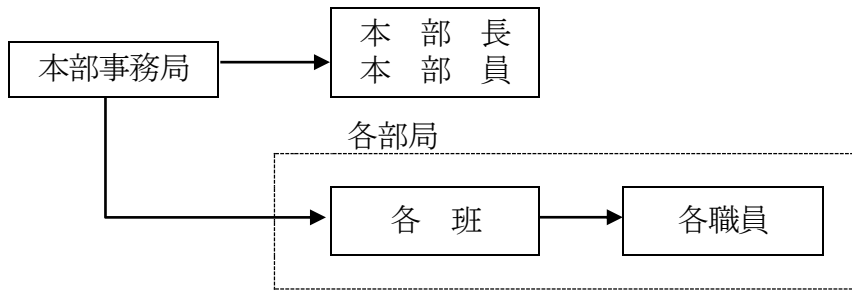 本部事務局
本　部　長
本　部　員
各部局
各　班
各職員